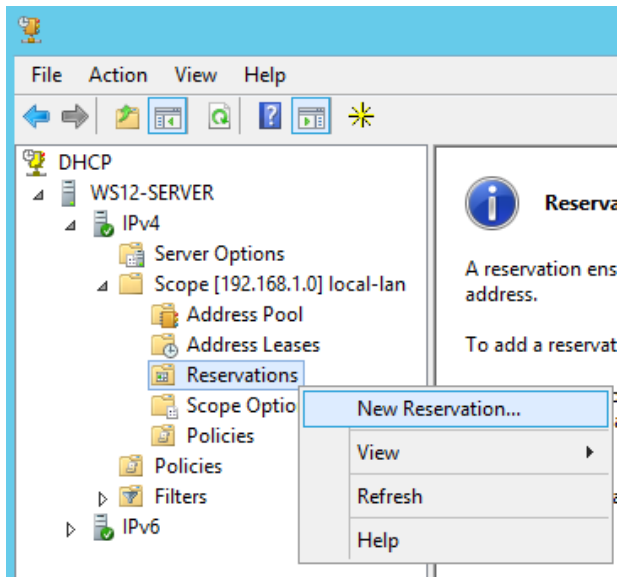 File Action View Help
DHCP
WS12-SERVER
IPv4
Server Options
Scope [192.168.1.0] local-lan
Address Pool
Address Leases
Reservations
Scope Optio
Policies
Policies
Filters
IPv6
New Reservation...
View
Refresh
Help
Reserva
A reservation ens
address.
To add a reservat